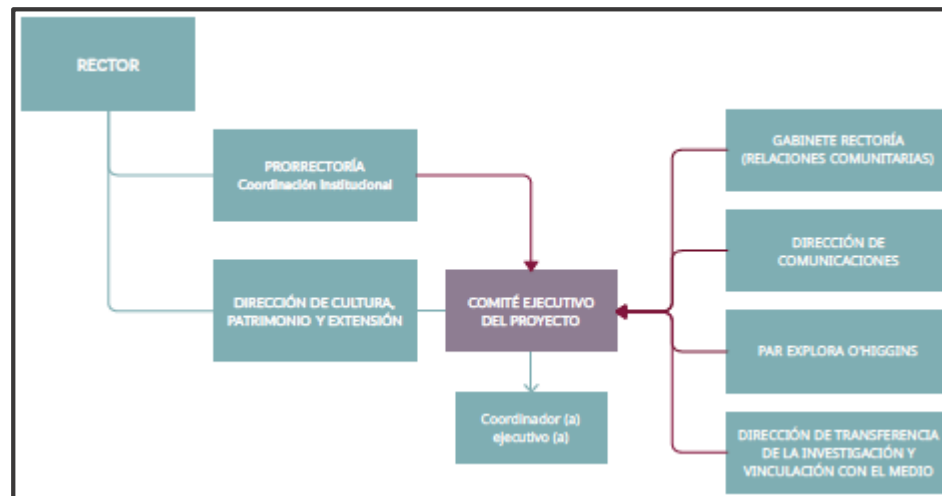 RECTOR
PRORRECTORÍA
Coordinación Institucional
DIRECCIÓN DE CULTURA,
PATRIMONIO Y EXTENSIÓN
COMITÉ EJECUTIVO
DEL PROYECTO
Coordinador (a)
ejecutivo (a)
GABINETE RECTORÍA
(RELACIONES COMUNITARIAS)
DIRECCIÓN DE
COMUNICACIONES
PAR EXPLORA O'HIGGINS
DIRECCIÓN DE TRANSFERENCIA
DE LA INVESTIGACIÓN Y
VINCULACIÓN CON EL MEDIO